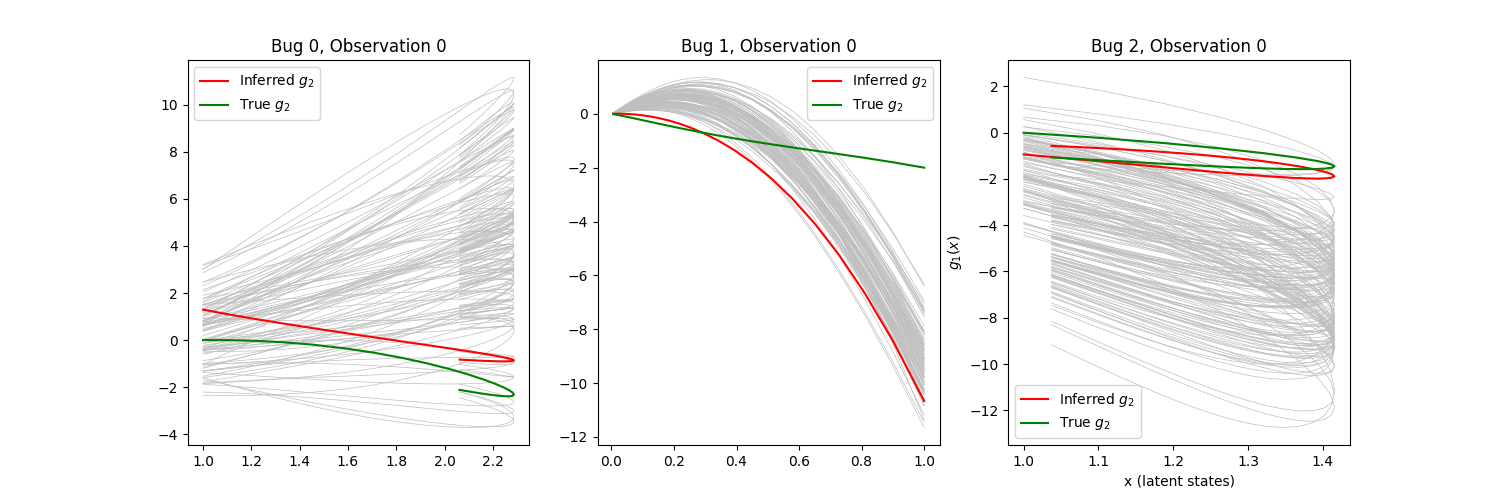 Bug 0, Observation 0
Inferred g₂
True g₂
10
8
6
4
2
0
−2
−4
1.0 1.2 1.4 1.6 1.8 2.0 2.2
Bug 1, Observation 0
Inferred g₂
True g₂
0
−2
−4
−6
−8
−10
−12
0.0 0.2 0.4 0.6 0.8 1.0
Bug 2, Observation 0
g₁(x)
2
0
−2
−4
−6
−8
−10
−12
Inferred g₂
True g₂
1.0 1.1 1.2 1.3 1.4
x (latent states)